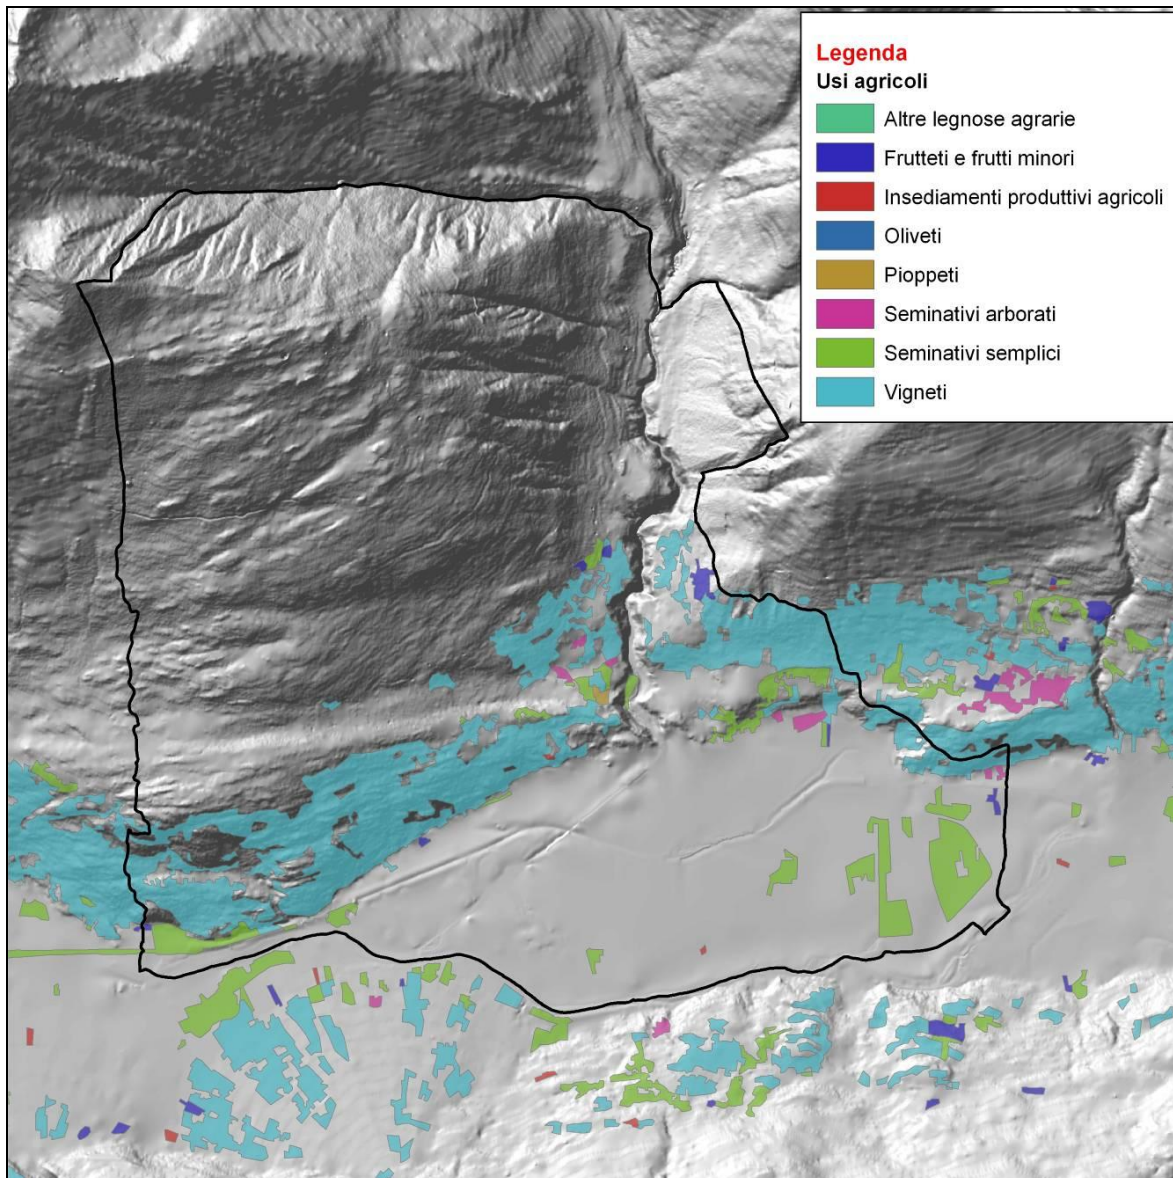 Legenda
Usi agricoli
Altre legnose agrarie
Frutteti e frutti minori
Insediamenti produttivi agricoli
Oliveti
Pioppeti
Seminativi arborati
Seminativi semplici
Vigneti